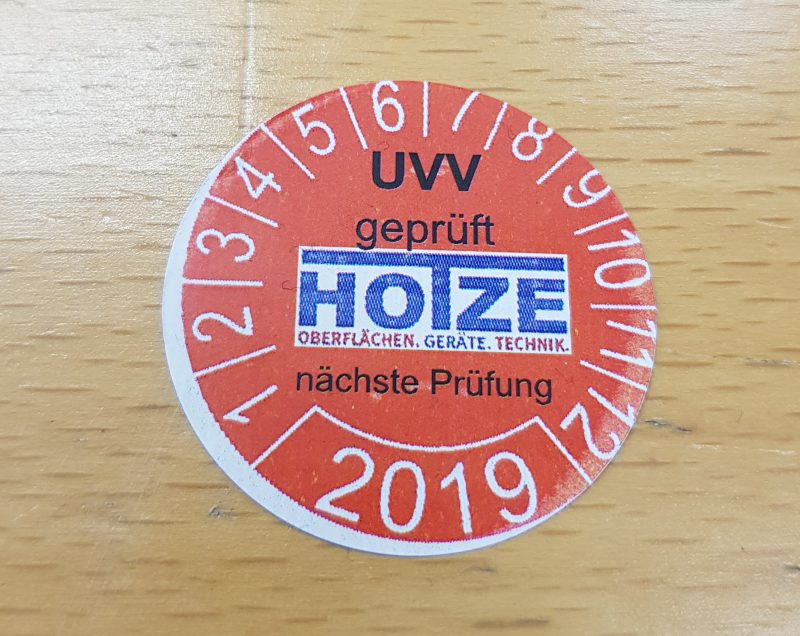 1 2 3 4 5 6 7 8 9 10 11 12
UVV
geprüft
HOTZE
OBERFLÄCHEN. GERÄTE. TECHNIK.
nächste Prüfung
2019